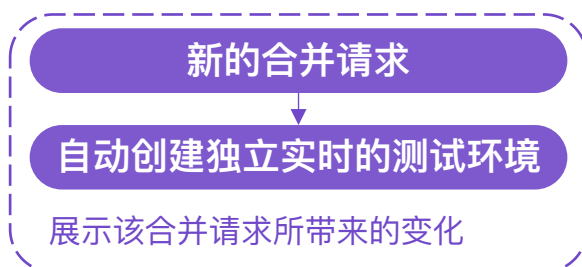 新的合并请求
自动创建独立实时的测试环境
展示该合并请求所带来的变化